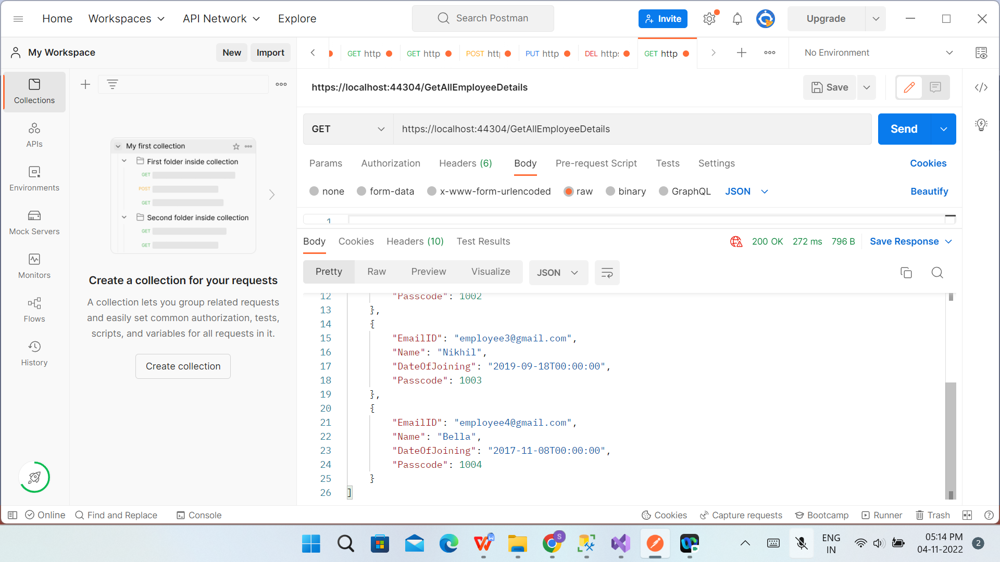 Home Workspaces API Network Explore Search Postman Invite Upgrade
My Workspace New Import GET http GET http POST htt PUT http DEL https GET http No Environment
Collections
APIs
Environments
Mock Servers
Monitors
Flows
History
My first collection
First folder inside collection
GET
POST
GET
Second folder inside collection
GET
GET
Create a collection for your requests
A collection lets you group related requests
and easily set common authorization, tests,
scripts, and variables for all requests in it.
Create collection
https://localhost:44304/GetAllEmployeeDetails Save
GET https://localhost:44304/GetAllEmployeeDetails Send
Params Authorization Headers (6) Body Pre-request Script Tests Settings Cookies
none form-data x-www-form-urlencoded raw binary GraphQL JSON Beautify
1
Body Cookies Headers (10) Test Results 200 OK 272 ms 796 B Save Response
Pretty Raw Preview Visualize JSON
12 "Passcode": 1002
13 },
14 {
15 "EmailID": "employee3@gmail.com",
16 "Name": "Nikhil",
17 "DateOfJoining": "2019-09-18T00:00:00",
18 "Passcode": 1003
19 },
20 {
21 "EmailID": "employee4@gmail.com",
22 "Name": "Bella",
23 "DateOfJoining": "2017-11-08T00:00:00",
24 "Passcode": 1004
25 }
26 ]
Online Find and Replace Console Cookies Capture requests Bootcamp Runner Trash
S
ENG
IN
05:14 PM
04-11-2022
2